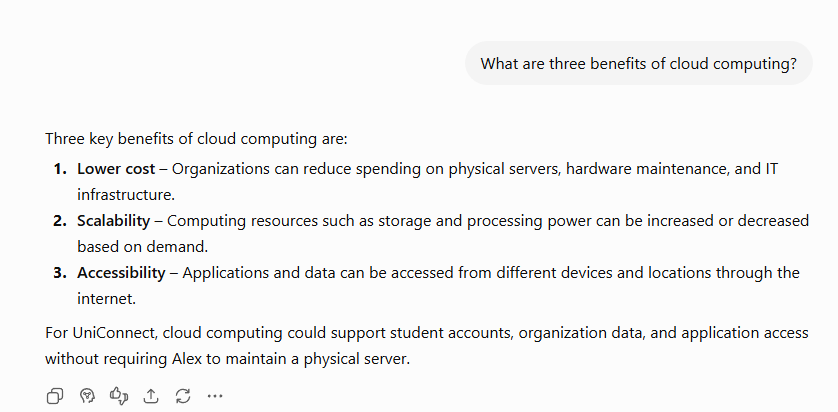 What are three benefits of cloud computing?
Three key benefits of cloud computing are:
1. Lower cost – Organizations can reduce spending on physical servers, hardware maintenance, and IT
infrastructure.
2. Scalability – Computing resources such as storage and processing power can be increased or decreased
based on demand.
3. Accessibility – Applications and data can be accessed from different devices and locations through the
internet.
For UniConnect, cloud computing could support student accounts, organization data, and application access
without requiring Alex to maintain a physical server.